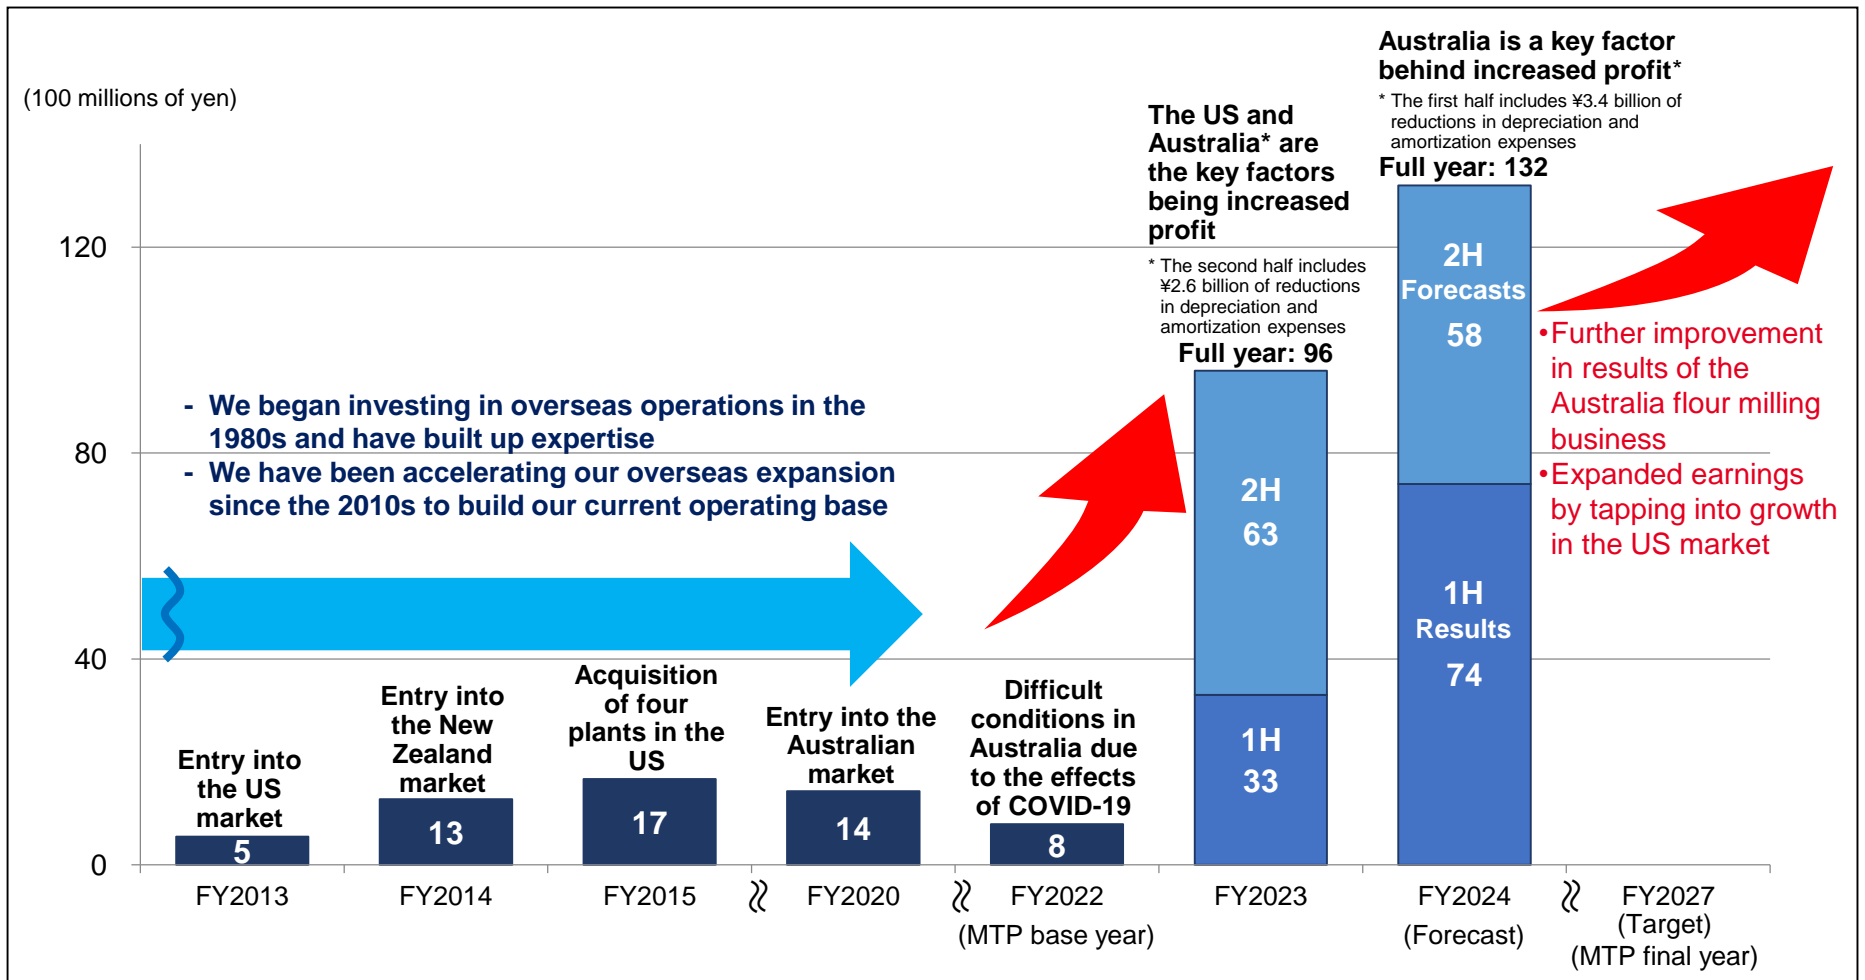 (100 millions of yen)
Australia is a key factor
behind increased profit*
* The first half includes ¥3.4 billion of
reductions in depreciation and
amortization expenses
Full year: 132
The US and
Australia* are
the key factors
being increased
profit
* The second half includes
¥2.6 billion of reductions
in depreciation and
amortization expenses
Full year: 96
- We began investing in overseas operations in the
1980s and have built up expertise
- We have been accelerating our overseas expansion
since the 2010s to build our current operating base
120
80
40
0
Entry into
the US
market
5
Entry into
the New
Zealand
market
13
Acquisition
of four
plants in the
US
17
Entry into the
Australian
market
14
Difficult
conditions in
Australia due
to the effects
of COVID-19
8
2H
63
1H
33
2H
Forecasts
58
1H
Results
74
•Further improvement
in results of the
Australia flour milling
business
•Expanded earnings
by tapping into growth
in the US market
FY2013
FY2014
FY2015
FY2020
FY2022
(MTP base year)
FY2023
FY2024
(Forecast)
FY2027
(Target)
(MTP final year)